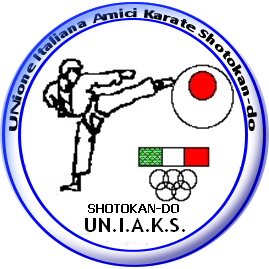 UNione Italiana Amici Karate Shotokan-do
SHOTOKAN-DO
UN.I.A.K.S.